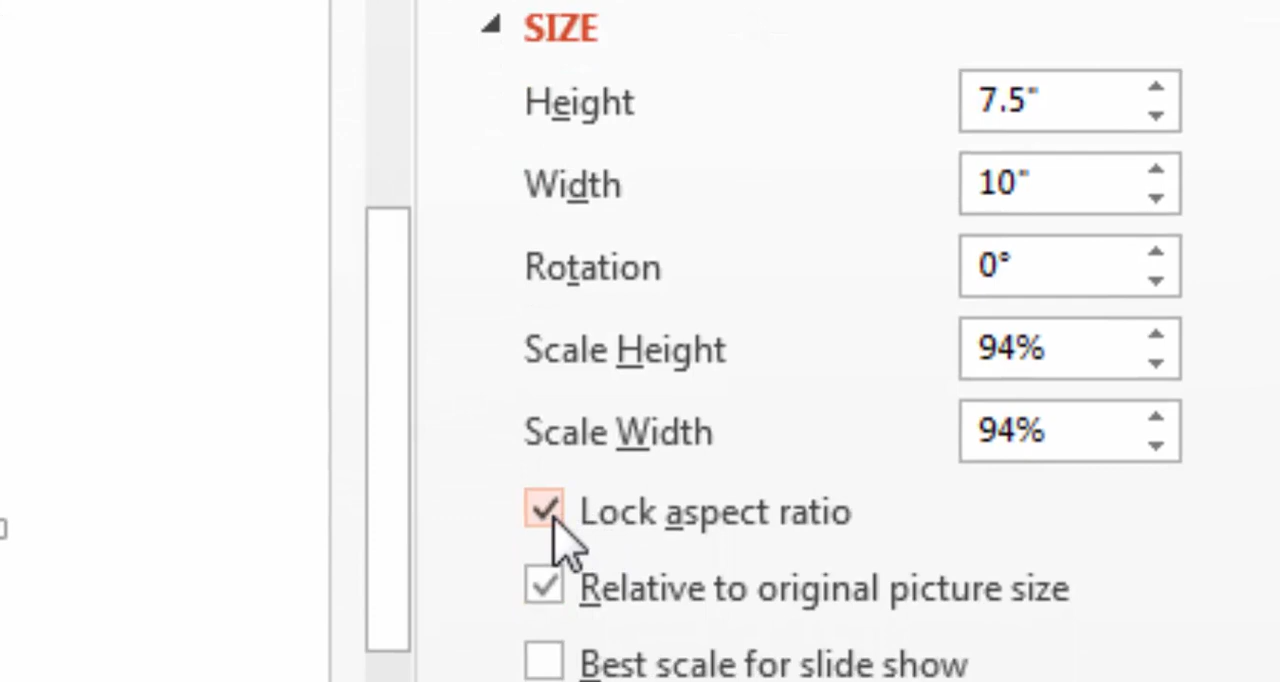 SIZE
Height 7.5"
Width 10"
Rotation 0°
Scale Height 94%
Scale Width 94%
Lock aspect ratio
Relative to original picture size
Best scale for slide show